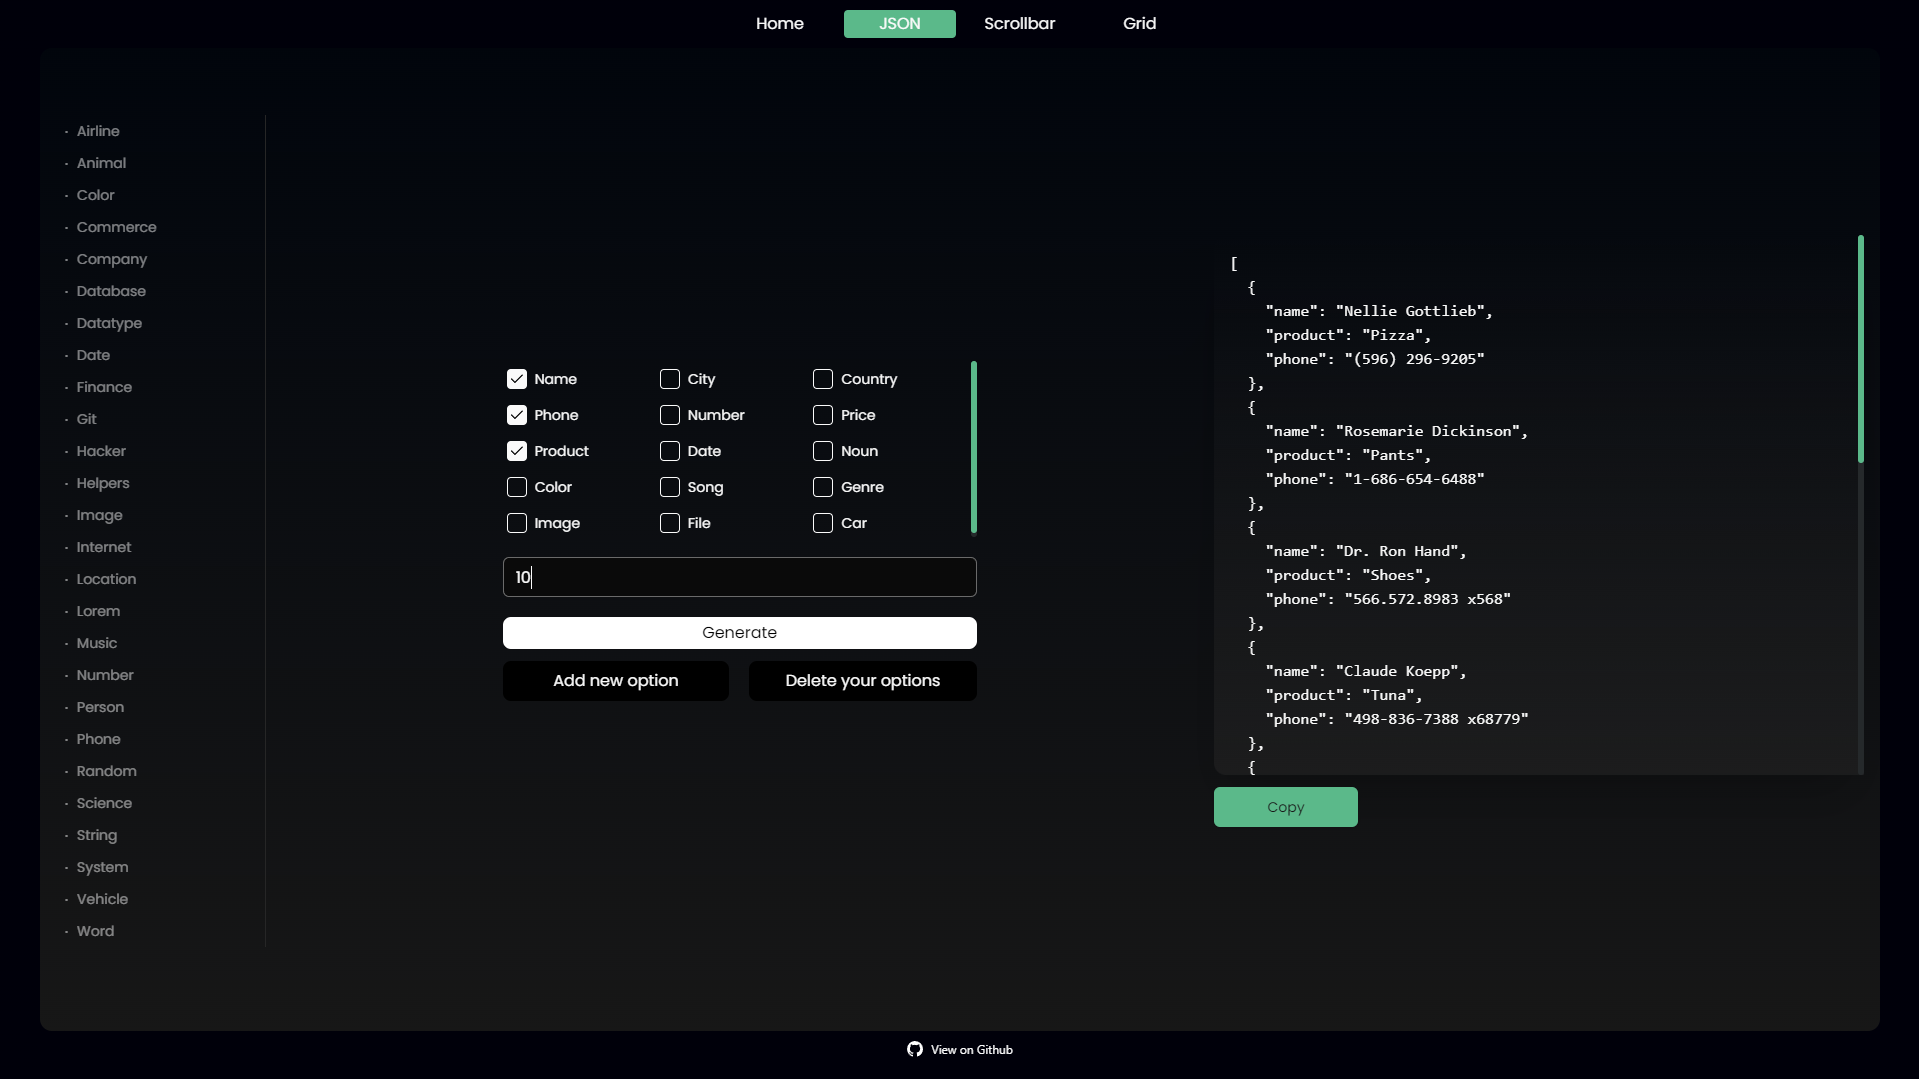 Home
JSON
Scrollbar
Grid
· Airline
· Animal
· Color
· Commerce
· Company
· Database
· Datatype
· Date
· Finance
· Git
· Hacker
· Helpers
· Image
· Internet
· Location
· Lorem
· Music
· Number
· Person
· Phone
· Random
· Science
· String
· System
· Vehicle
· Word
Name City Country
Phone Number Price
Product Date Noun
Color Song Genre
Image File Car
10
Generate
Add new option
Delete your options
[
{
"name": "Nellie Gottlieb",
"product": "Pizza",
"phone": "(596) 296-9205"
},
{
"name": "Rosemarie Dickinson",
"product": "Pants",
"phone": "1-686-654-6488"
},
{
"name": "Dr. Ron Hand",
"product": "Shoes",
"phone": "566.572.8983 x568"
},
{
"name": "Claude Koepp",
"product": "Tuna",
"phone": "498-836-7388 x68779"
},
{
Copy
View on Github